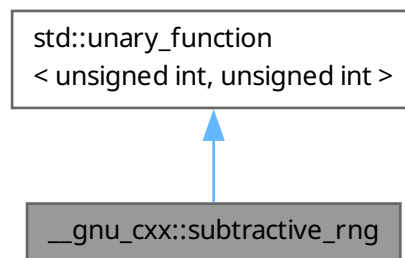 std::unary_function
< unsigned int, unsigned int >
__gnu_cxx::subtractive_rng